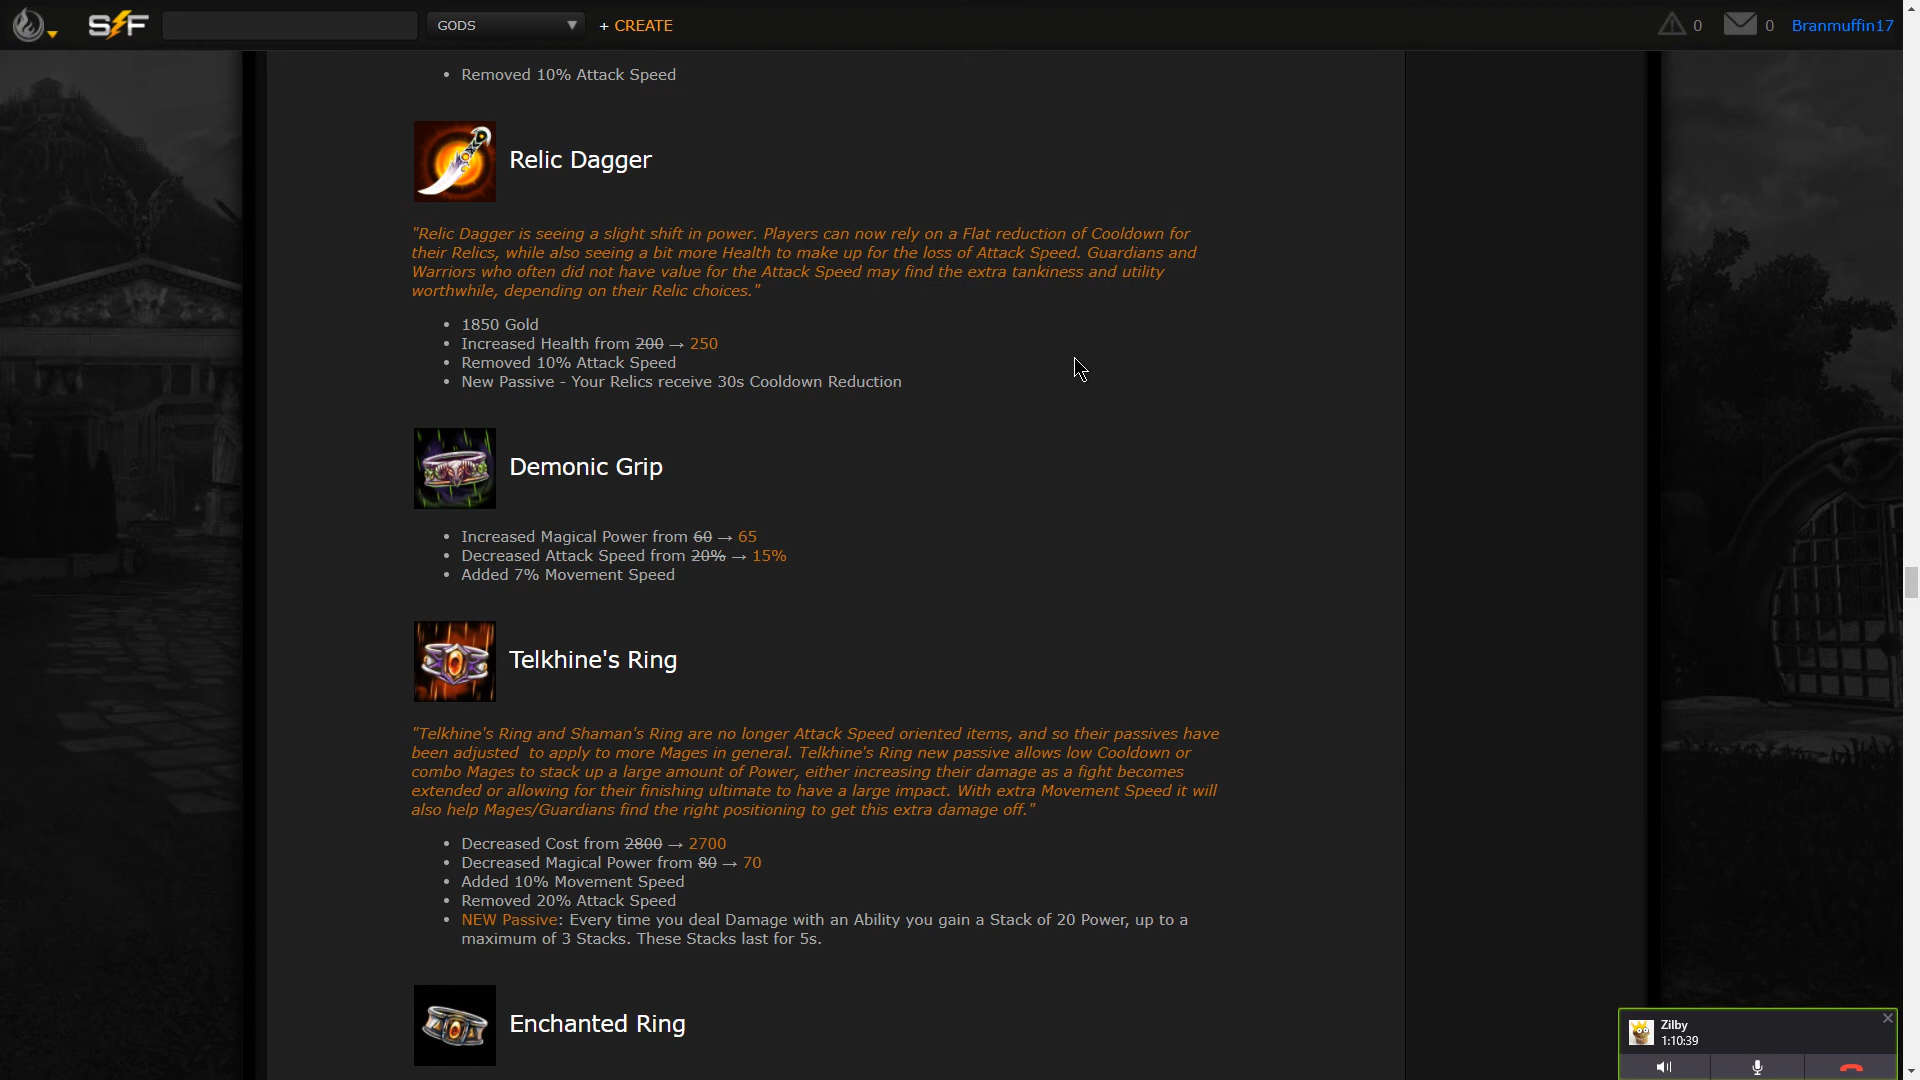 SF GODS + CREATE 0 0 Branmuffin17
• Removed 10% Attack Speed
Relic Dagger
"Relic Dagger is seeing a slight shift in power. Players can now rely on a Flat reduction of Cooldown for
their Relics, while also seeing a bit more Health to make up for the loss of Attack Speed. Guardians and
Warriors who often did not have value for the Attack Speed may find the extra tankiness and utility
worthwhile, depending on their Relic choices."
• 1850 Gold
• Increased Health from 200 → 250
• Removed 10% Attack Speed
• New Passive - Your Relics receive 30s Cooldown Reduction
Demonic Grip
• Increased Magical Power from 60 → 65
• Decreased Attack Speed from 20% → 15%
• Added 7% Movement Speed
Telkhine's Ring
"Telkhine's Ring and Shaman's Ring are no longer Attack Speed oriented items, and so their passives have
been adjusted  to apply to more Mages in general. Telkhine's Ring new passive allows low Cooldown or
combo Mages to stack up a large amount of Power, either increasing their damage as a fight becomes
extended or allowing for their finishing ultimate to have a large impact. With extra Movement Speed it will
also help Mages/Guardians find the right positioning to get this extra damage off."
• Decreased Cost from 2800 → 2700
• Decreased Magical Power from 80 → 70
• Added 10% Movement Speed
• Removed 20% Attack Speed
• NEW Passive: Every time you deal Damage with an Ability you gain a Stack of 20 Power, up to a
maximum of 3 Stacks. These Stacks last for 5s.
Enchanted Ring
Zilby
1:10:39